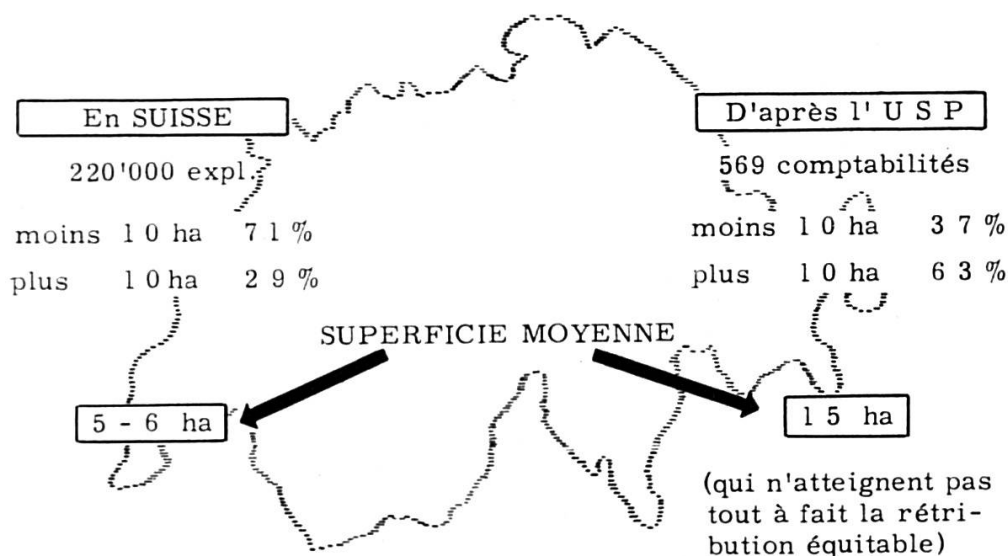 En SUISSE
220'000 expl.
moins 10 ha 71%
plus 10 ha 29%
D'après l'U S P
569 comptabilités
moins 10 ha 37%
plus 10 ha 63%
SUPERFICIE MOYENNE
5 - 6 ha
15 ha
(qui n'atteignent pas
tout à fait la rétri-
bution équitable)